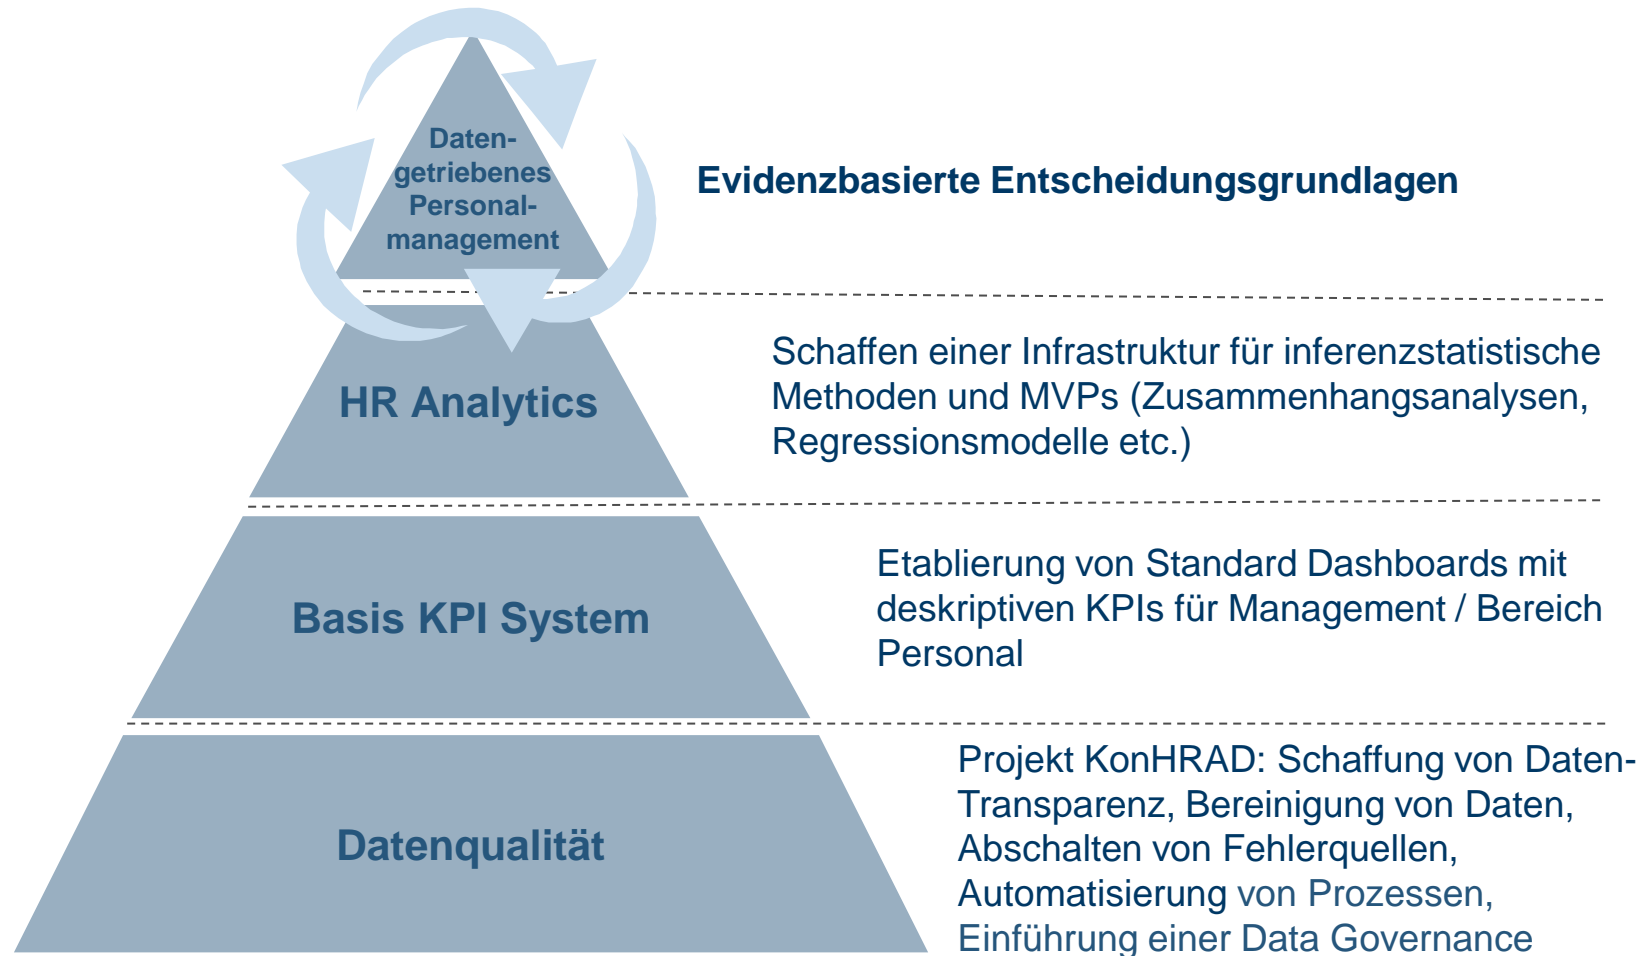 Daten-
getriebenes
Personal-
management
Evidenzbasierte Entscheidungsgrundlagen
HR Analytics
Schaffen einer Infrastruktur für inferenzstatistische
Methoden und MVPs (Zusammenhangsanalysen,
Regressionsmodelle etc.)
Basis KPI System
Etablierung von Standard Dashboards mit
deskriptiven KPIs für Management / Bereich
Personal
Datenqualität
Projekt KonHRAD: Schaffung von Daten-
Transparenz, Bereinigung von Daten,
Abschalten von Fehlerquellen,
Automatisierung von Prozessen,
Einführung einer Data Governance